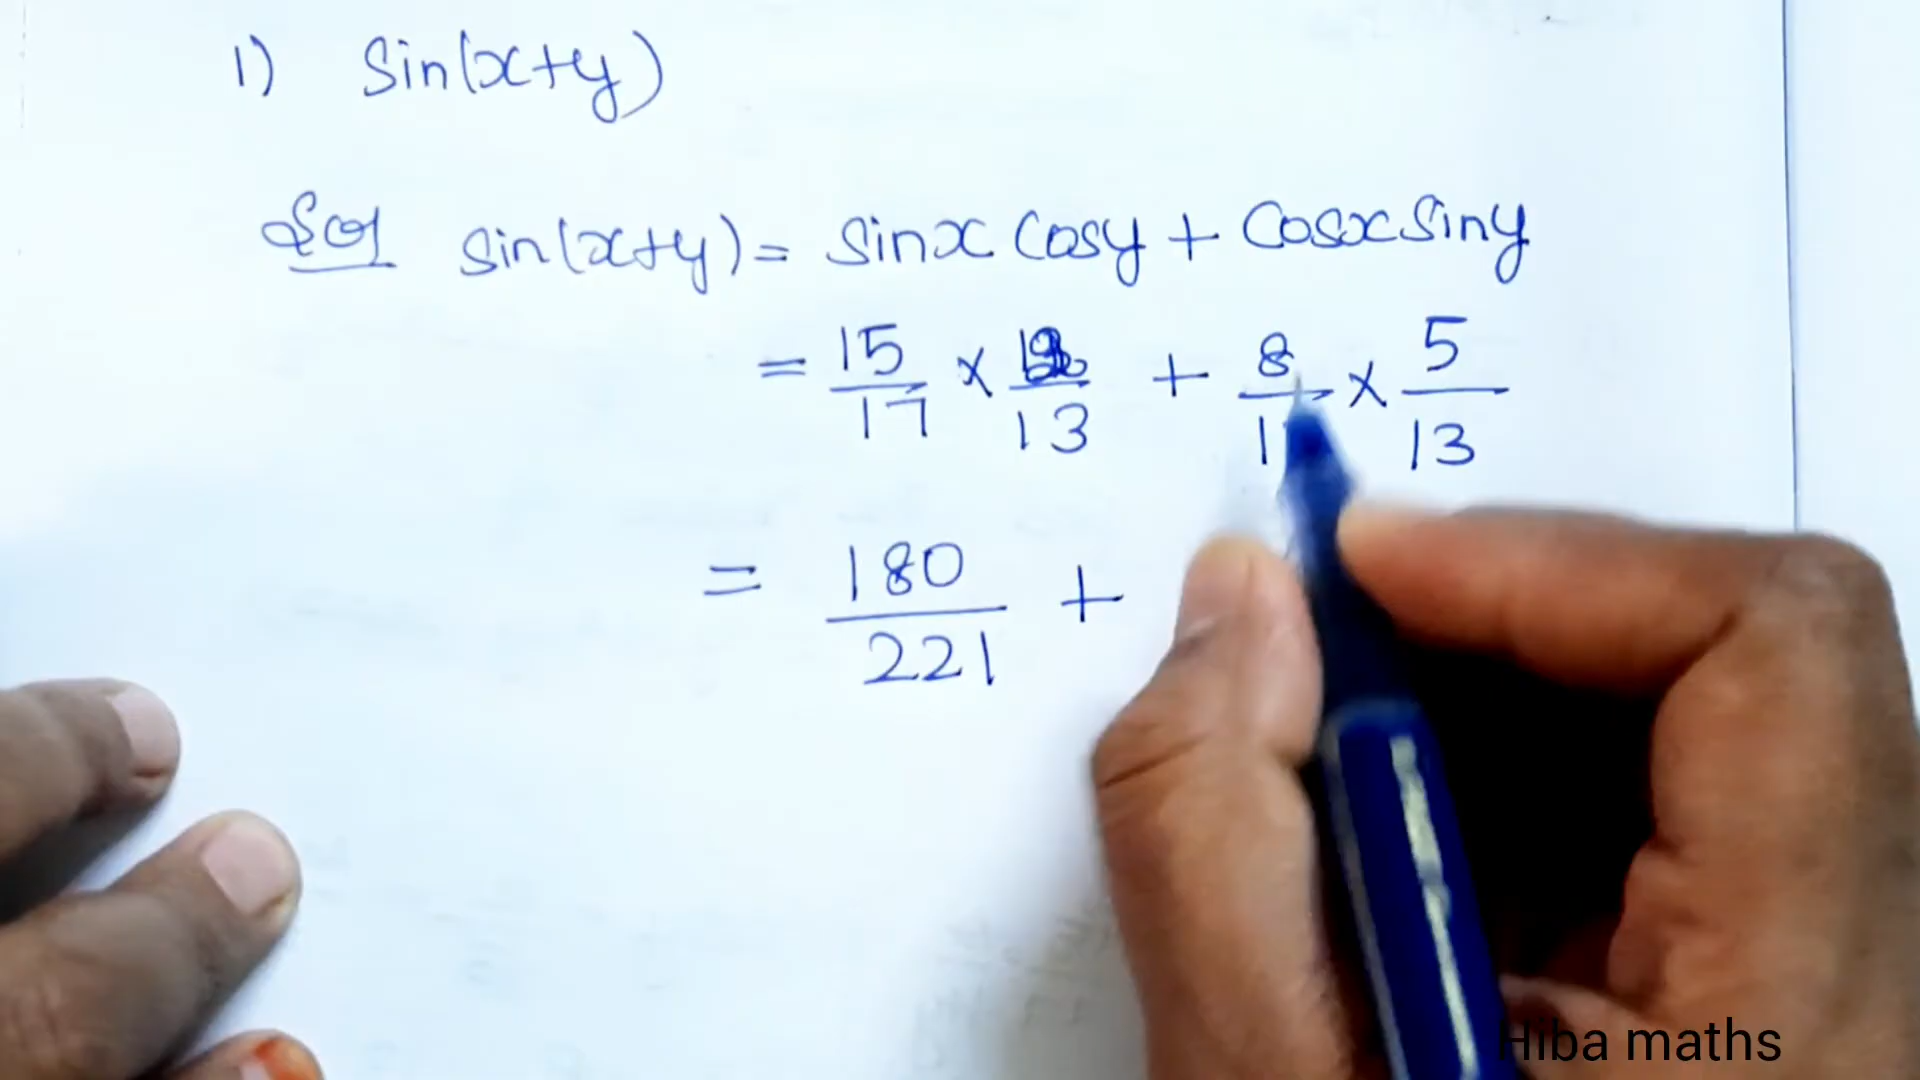 1) Sin(x+y)
Sol Sin(x+y) = Sinx Cosy + Cosx Siny
= 15/17 × 12/13 + 8/1 × 5/13
= 180/221 +
Hiba maths